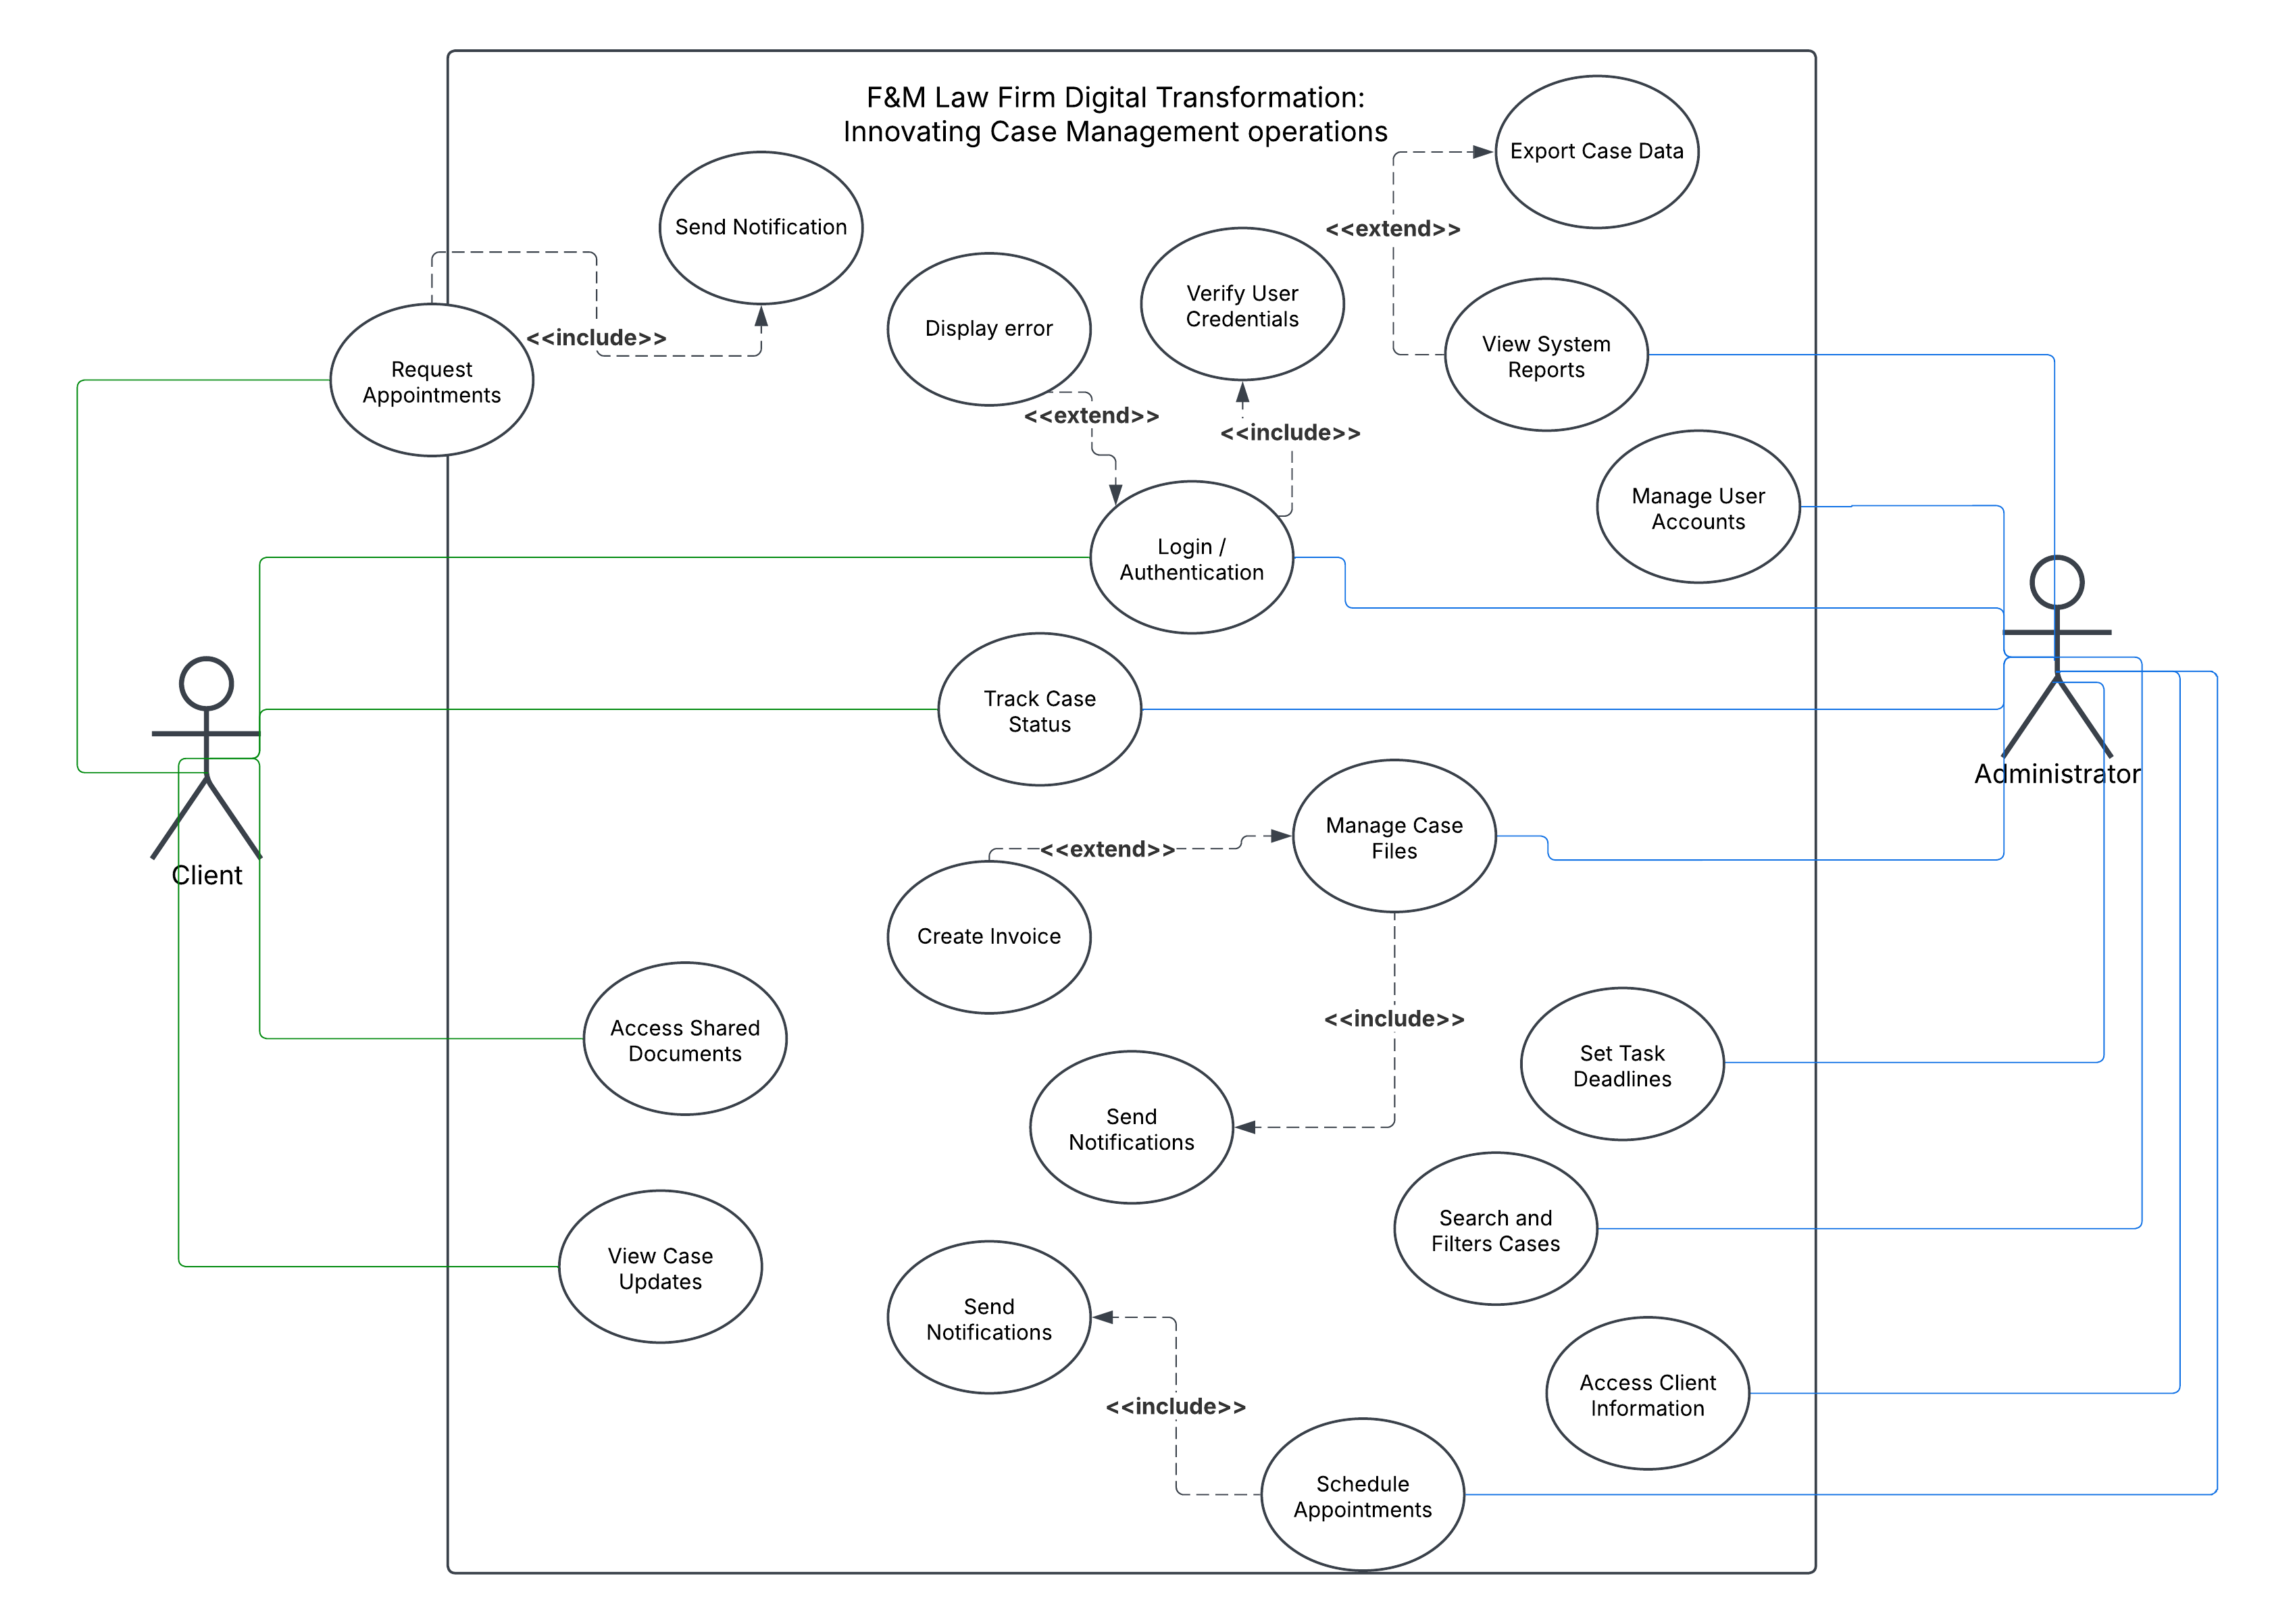 F&M Law Firm Digital Transformation:
Innovating Case Management operations
Export Case Data
Send Notification
<<extend>>
Verify User
Credentials
Display error
<<include>>
View System
Reports
Request
Appointments
<<extend>>
<<include>>
Manage User
Accounts
Login /
Authentication
Track Case
Status
Administrator
Manage Case
Files
<<extend>>
Client
Create Invoice
Access Shared
Documents
<<include>>
Set Task
Deadlines
Send
Notifications
Search and
Filters Cases
View Case
Updates
Send
Notifications
Access Client
Information
<<include>>
Schedule
Appointments